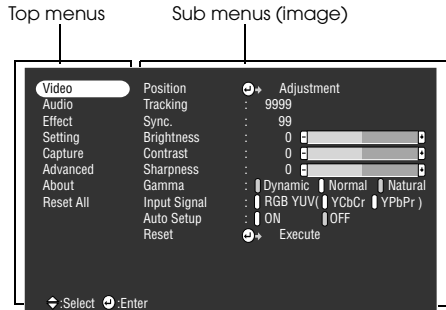 Top menus Sub menus (image)
Video Position Adjustment
Audio Tracking : 9999
Effect Sync. : 99
Setting Brightness : 0 - +
Capture Contrast : 0 - +
Advanced Sharpness : 0 - +
About Gamma : Dynamic Normal Natural
Reset All Input Signal : RGB YUV( YCbCr YPbPr )
Auto Setup : ON OFF
Reset Execute
:Select :Enter